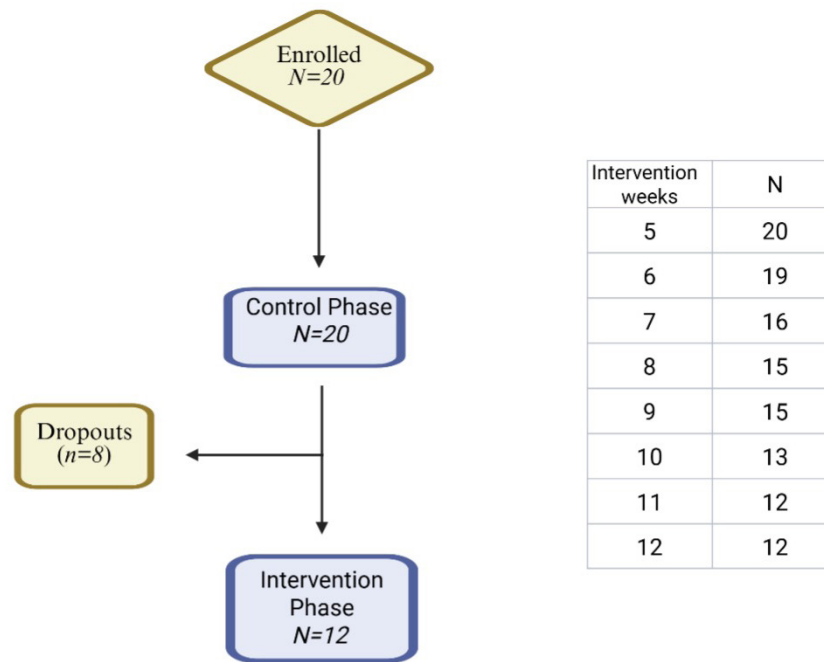 Enrolled
N=20
Control Phase
N=20
Dropouts
(n=8)
Intervention
Phase
N=12
Intervention
weeks N
5 20
6 19
7 16
8 15
9 15
10 13
11 12
12 12